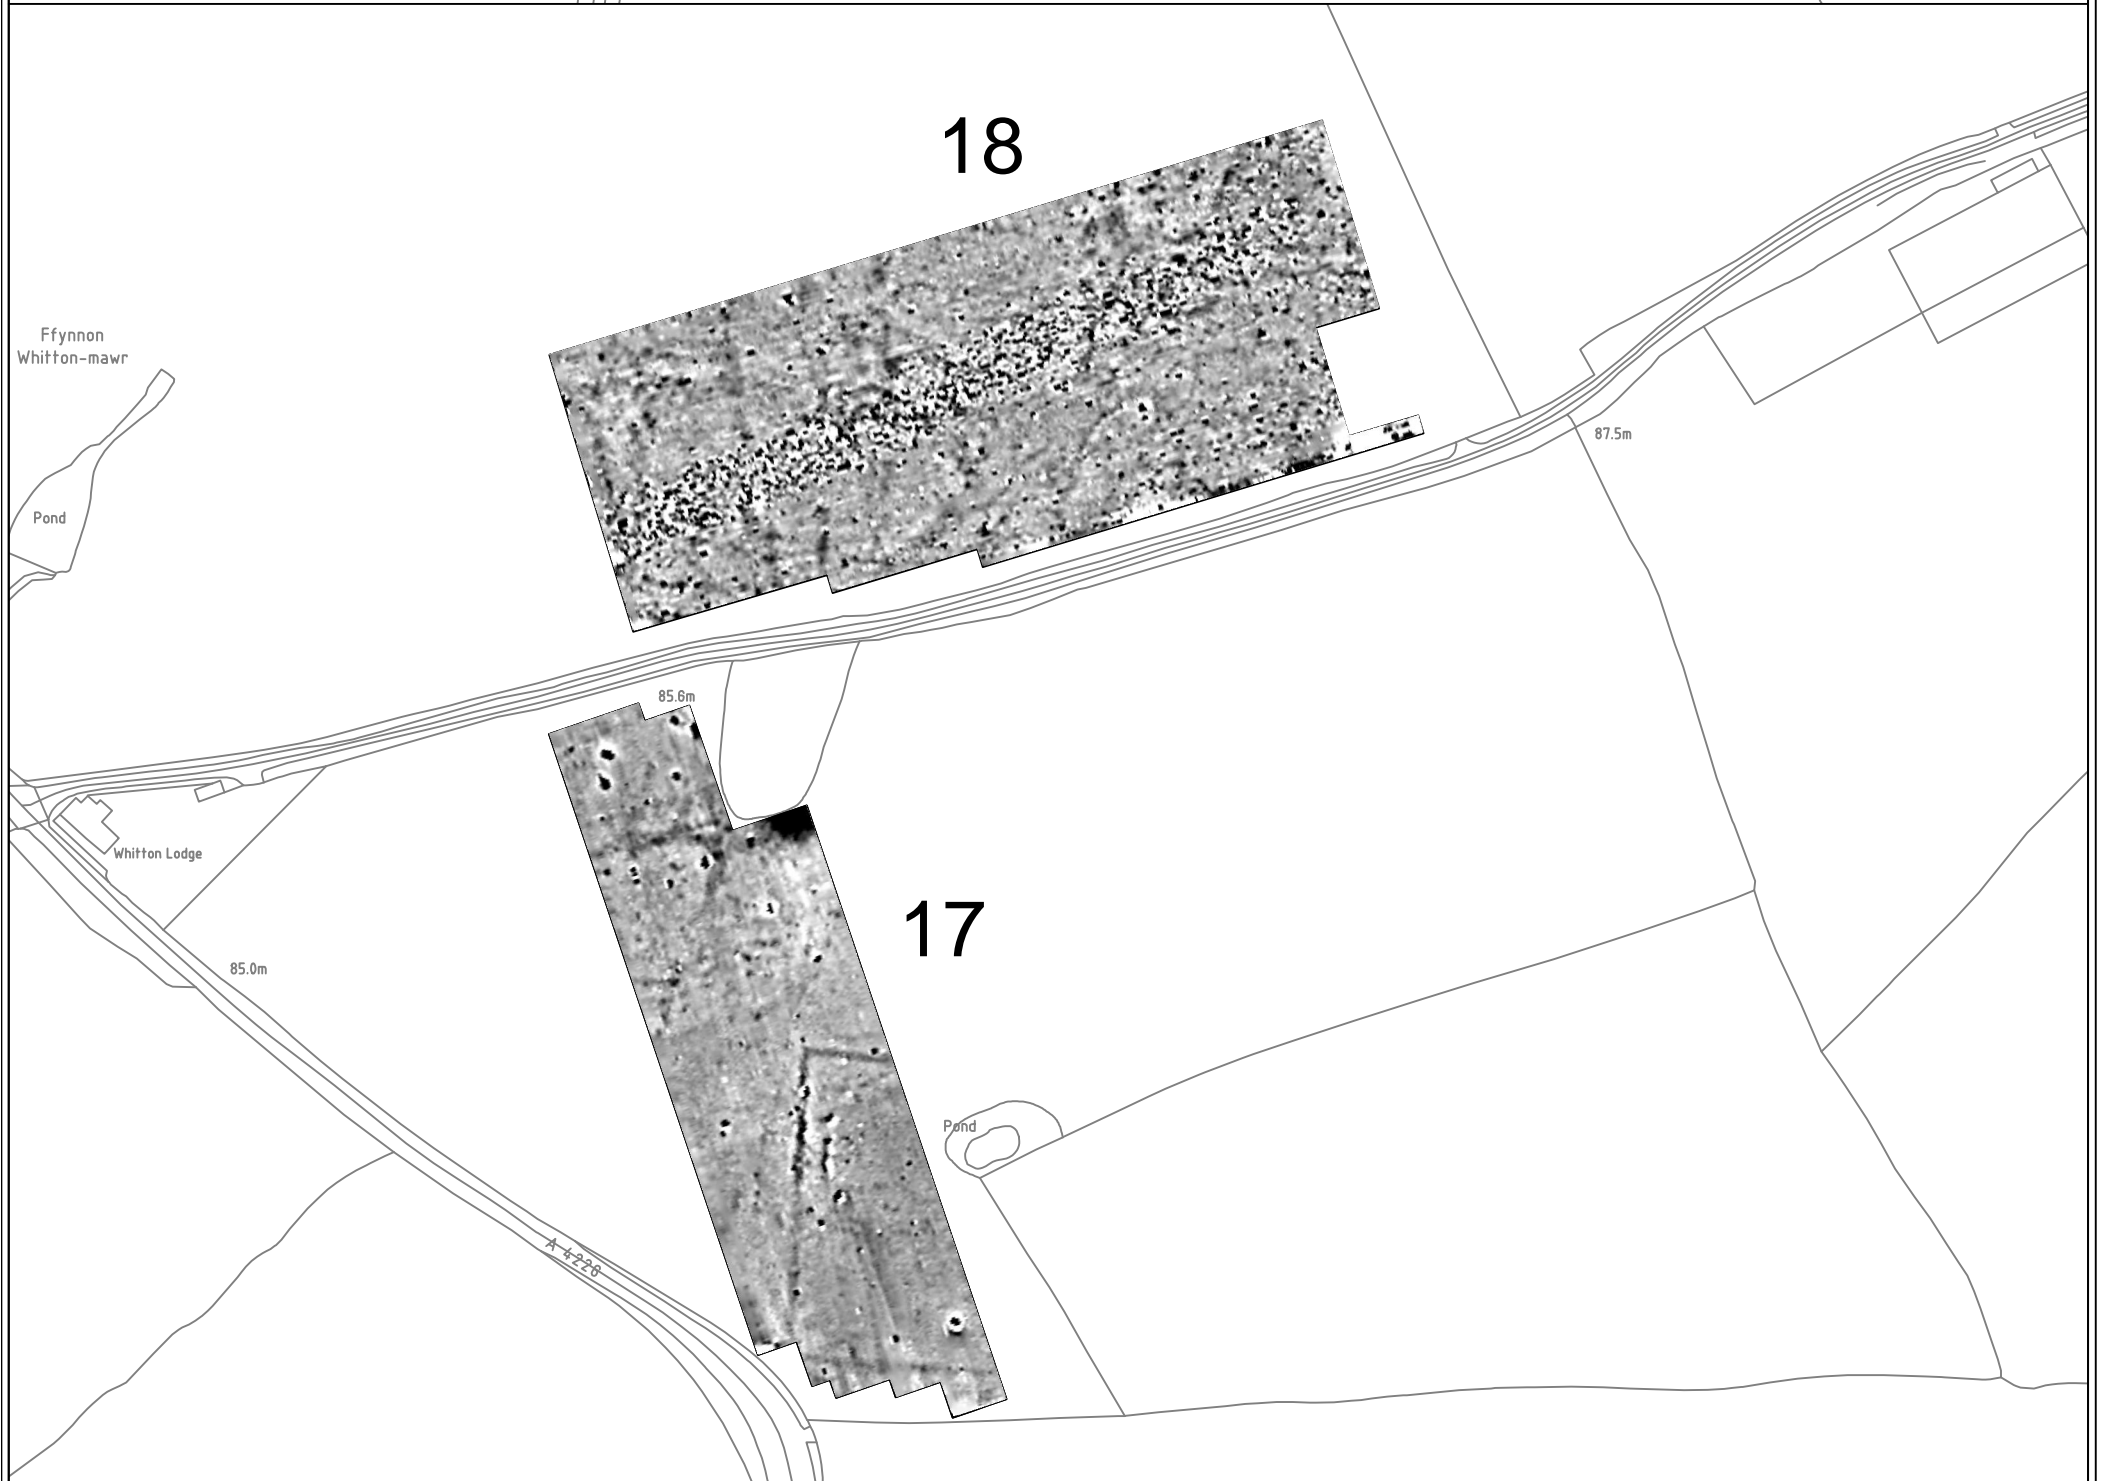 18
Ffynnon
Whitton-mawr
87.5m
Pond
85.6m
Whitton Lodge
17
85.0m
Pond
A 4226